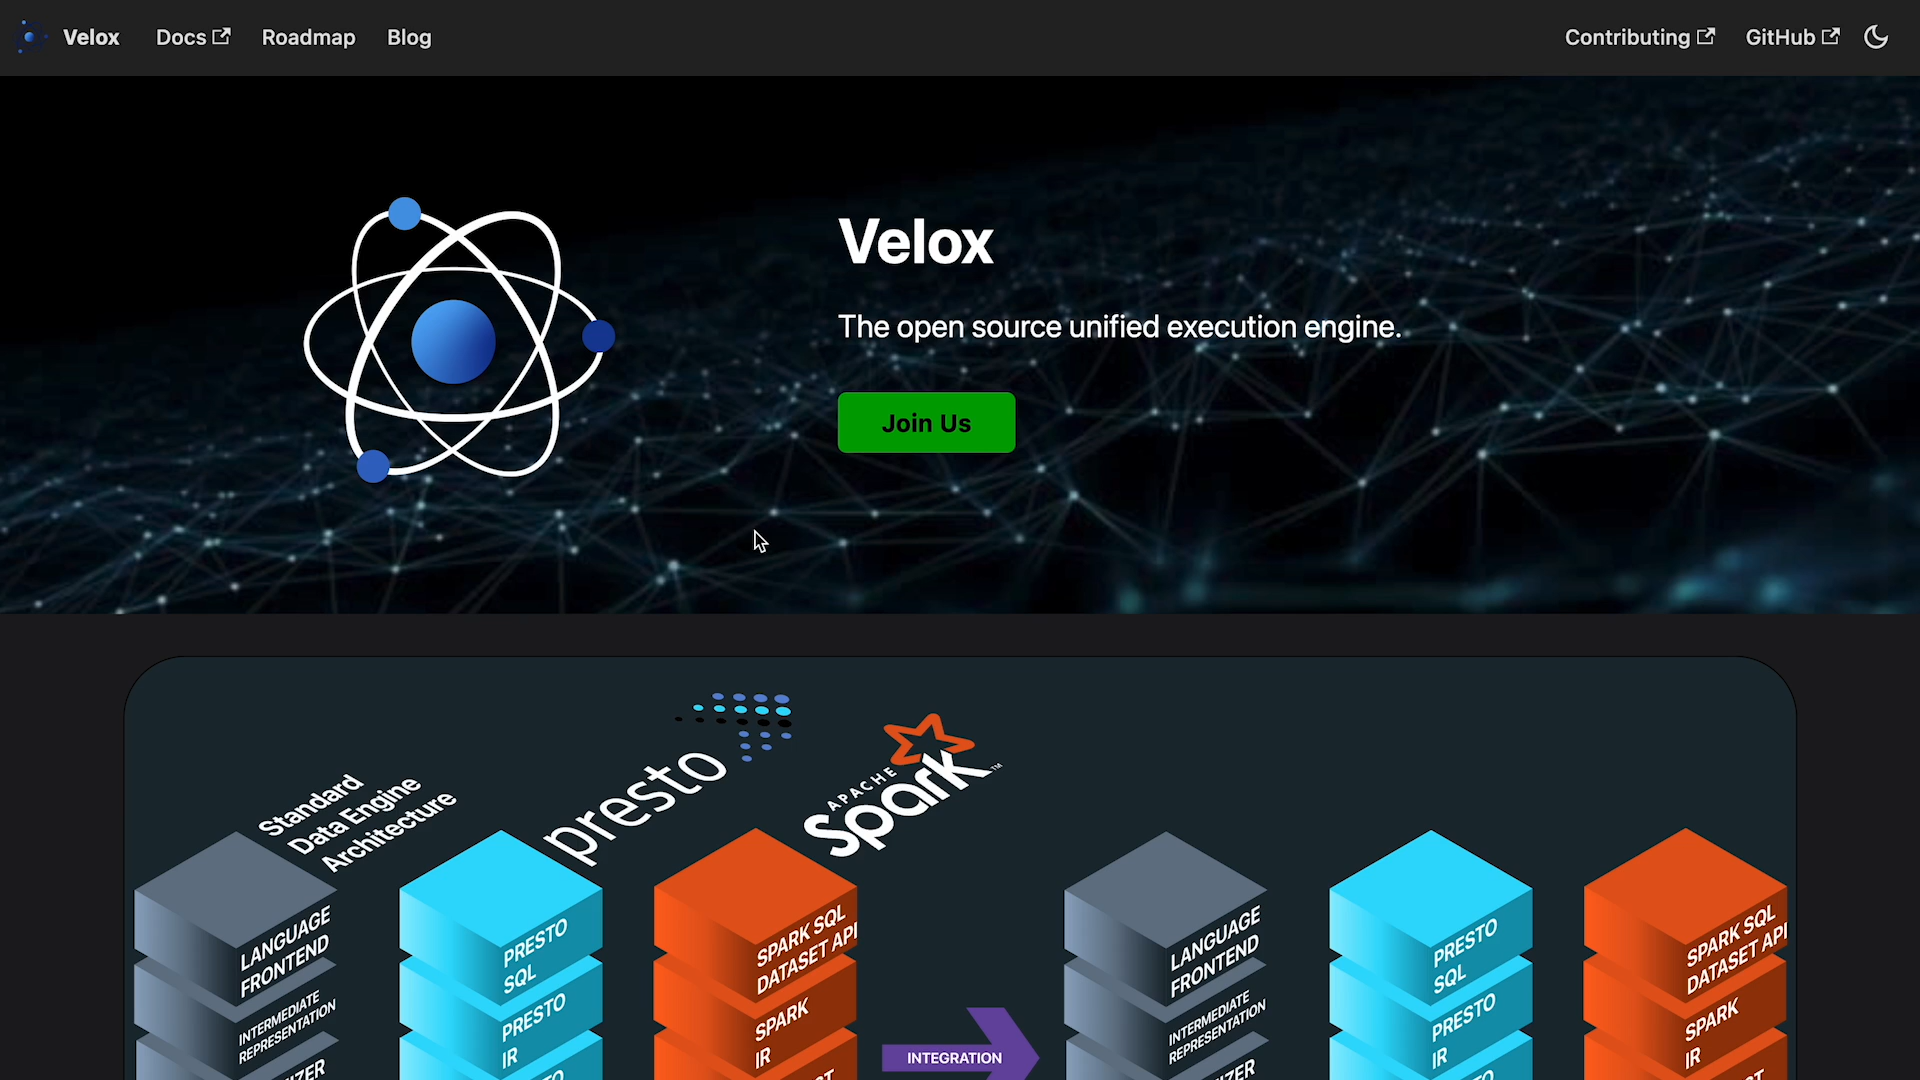 Velox
Docs
Roadmap
Blog
Contributing
GitHub
Velox
The open source unified execution engine.
Join Us
Standard
Data Engine
Architecture
presto
APACHE
Spark™
LANGUAGE
FRONTEND
INTERMEDIATE
REPRESENTATION
PRESTO
SQL
PRESTO
IR
SPARK SQL
DATASET API
SPARK
IR
INTEGRATION
LANGUAGE
FRONTEND
INTERMEDIATE
REPRESENTATION
PRESTO
SQL
PRESTO
IR
SPARK SQL
DATASET API
SPARK
IR